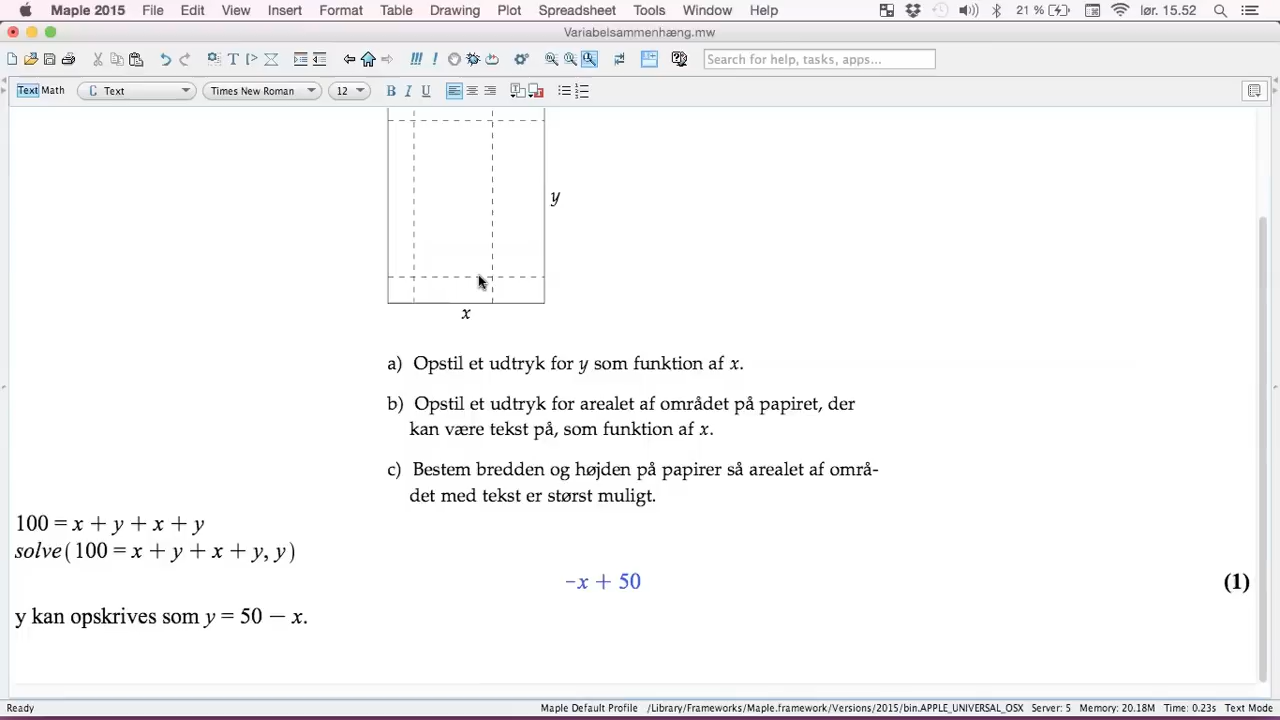 Maple 2015 File Edit View Insert Format Table Drawing Plot Spreadsheet Tools Window Help 21 % lør. 15.52
Variabelsammenhæng.mw
Search for help, tasks, apps...
Text Math C Text Times New Roman 12 B I U
y
x
a) Opstil et udtryk for y som funktion af x.
b) Opstil et udtryk for arealet af området på papiret, der
kan være tekst på, som funktion af x.
c) Bestem bredden og højden på papirer så arealet af områ-
det med tekst er størst muligt.
100 = x + y + x + y
solve(100 = x + y + x + y, y)
-x + 50 (1)
y kan opskrives som y = 50 − x.
Ready Maple Default Profile /Library/Frameworks/Maple.framework/Versions/2015/bin.APPLE_UNIVERSAL_OSX Server: 5 Memory: 20.18M Time: 0.23s Text Mode